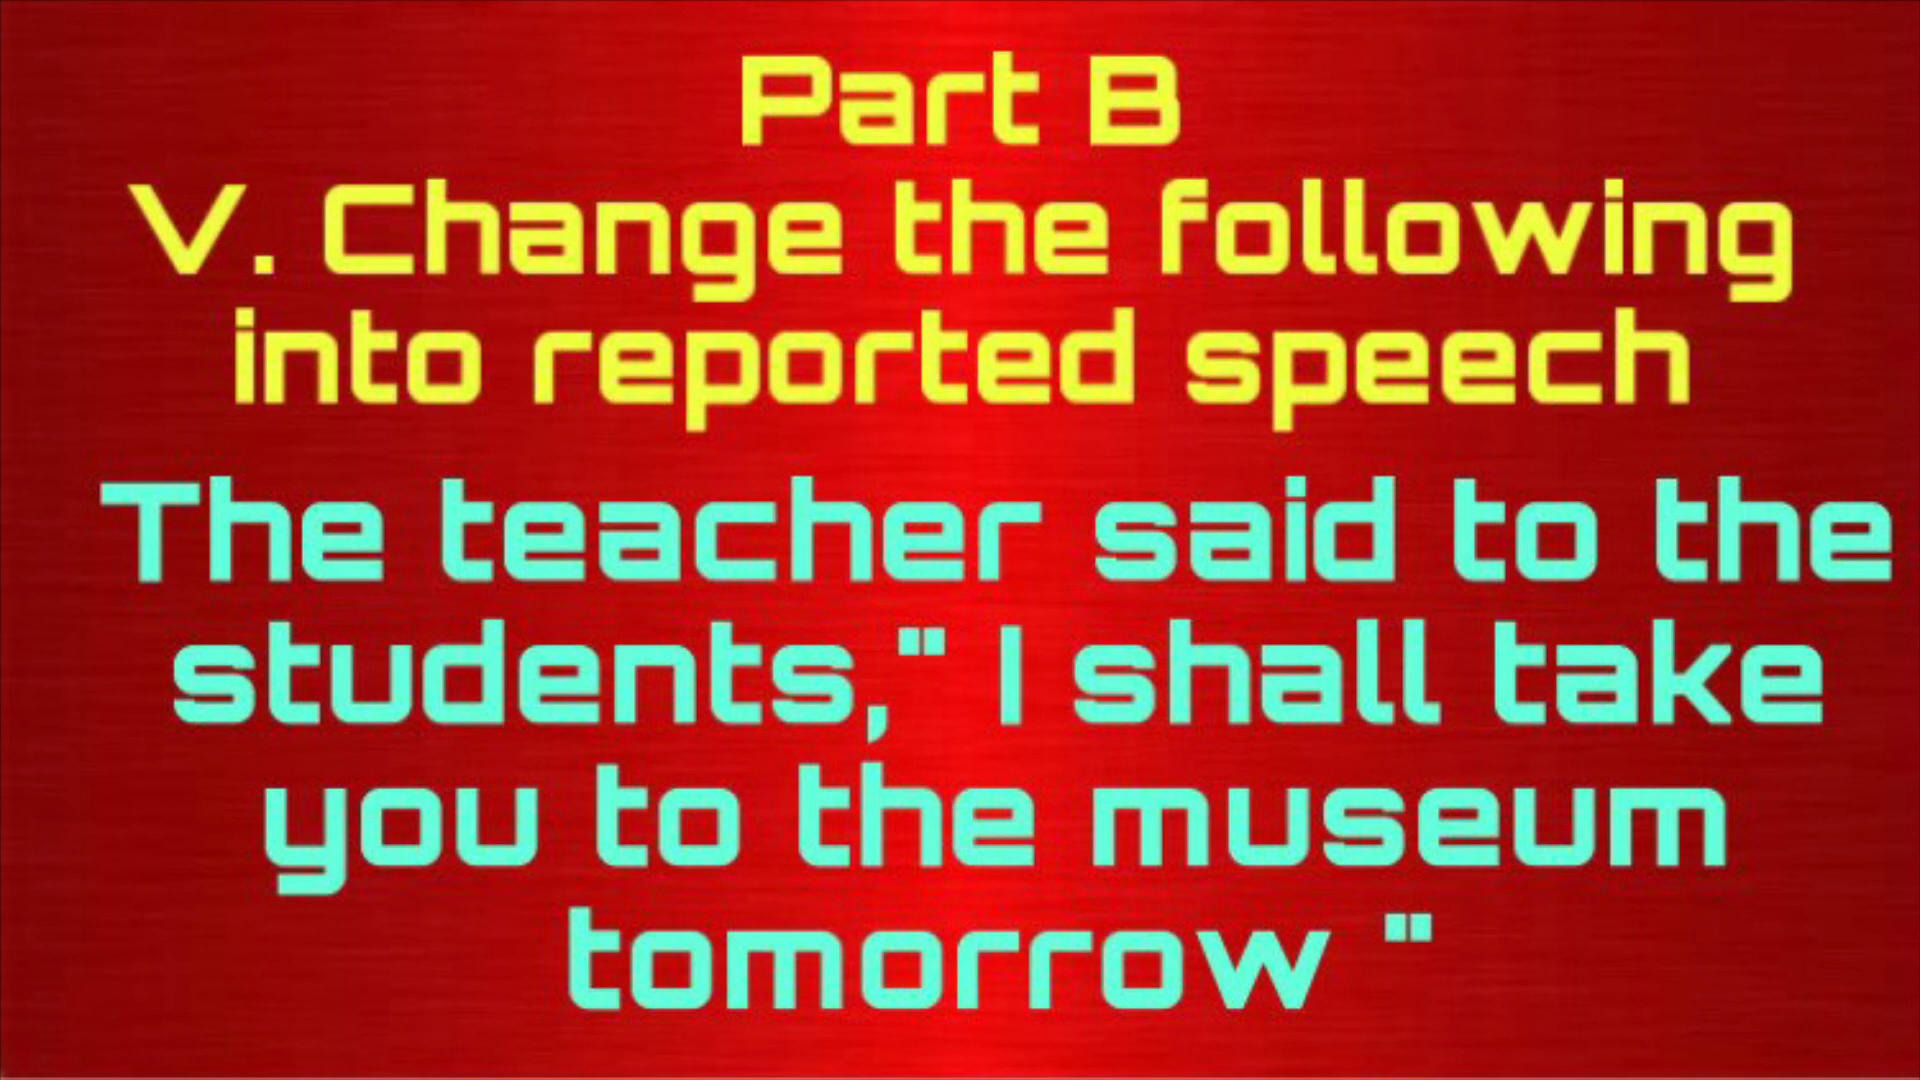 Part B
V. Change the following
into reported speech
The teacher said to the
students," I shall take
you to the museum
tomorrow "